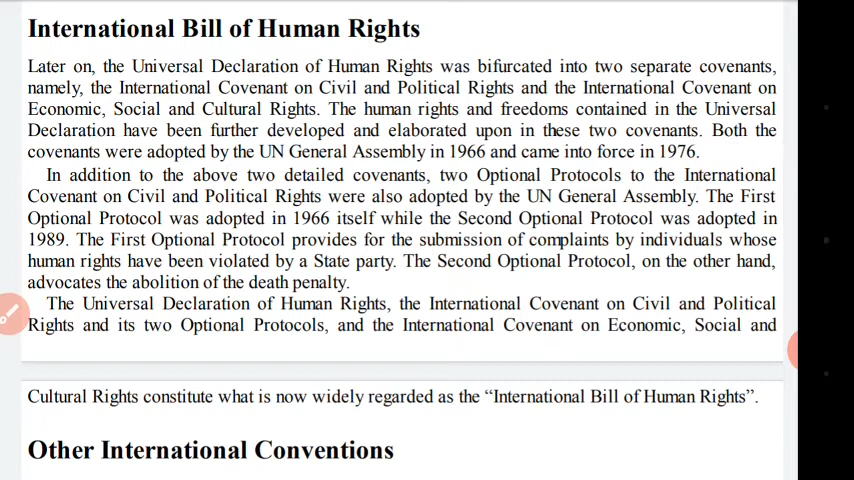 International Bill of Human Rights
Later on, the Universal Declaration of Human Rights was bifurcated into two separate covenants,
namely, the International Covenant on Civil and Political Rights and the International Covenant on
Economic, Social and Cultural Rights. The human rights and freedoms contained in the Universal
Declaration have been further developed and elaborated upon in these two covenants. Both the
covenants were adopted by the UN General Assembly in 1966 and came into force in 1976.
In addition to the above two detailed covenants, two Optional Protocols to the International
Covenant on Civil and Political Rights were also adopted by the UN General Assembly. The First
Optional Protocol was adopted in 1966 itself while the Second Optional Protocol was adopted in
1989. The First Optional Protocol provides for the submission of complaints by individuals whose
human rights have been violated by a State party. The Second Optional Protocol, on the other hand,
advocates the abolition of the death penalty.
The Universal Declaration of Human Rights, the International Covenant on Civil and Political
Rights and its two Optional Protocols, and the International Covenant on Economic, Social and
Cultural Rights constitute what is now widely regarded as the “International Bill of Human Rights”.
Other International Conventions